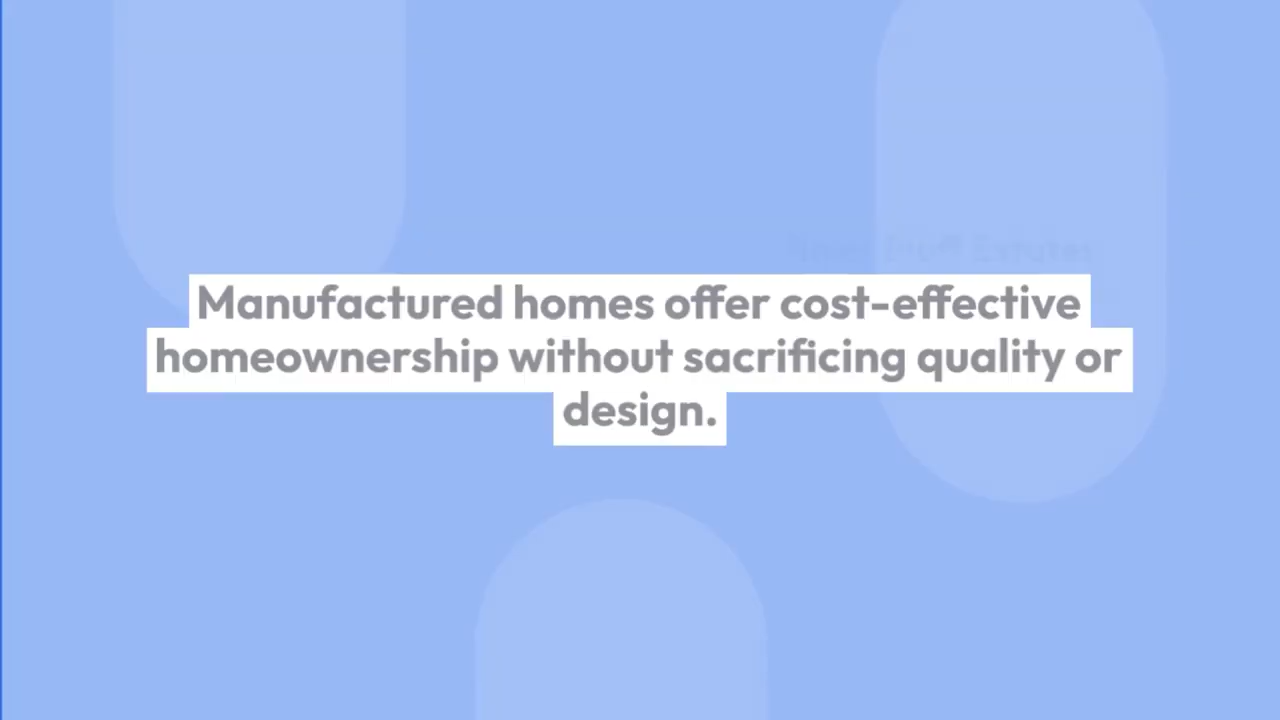 Manufactured homes offer cost-effective
homeownership without sacrificing quality or
design.